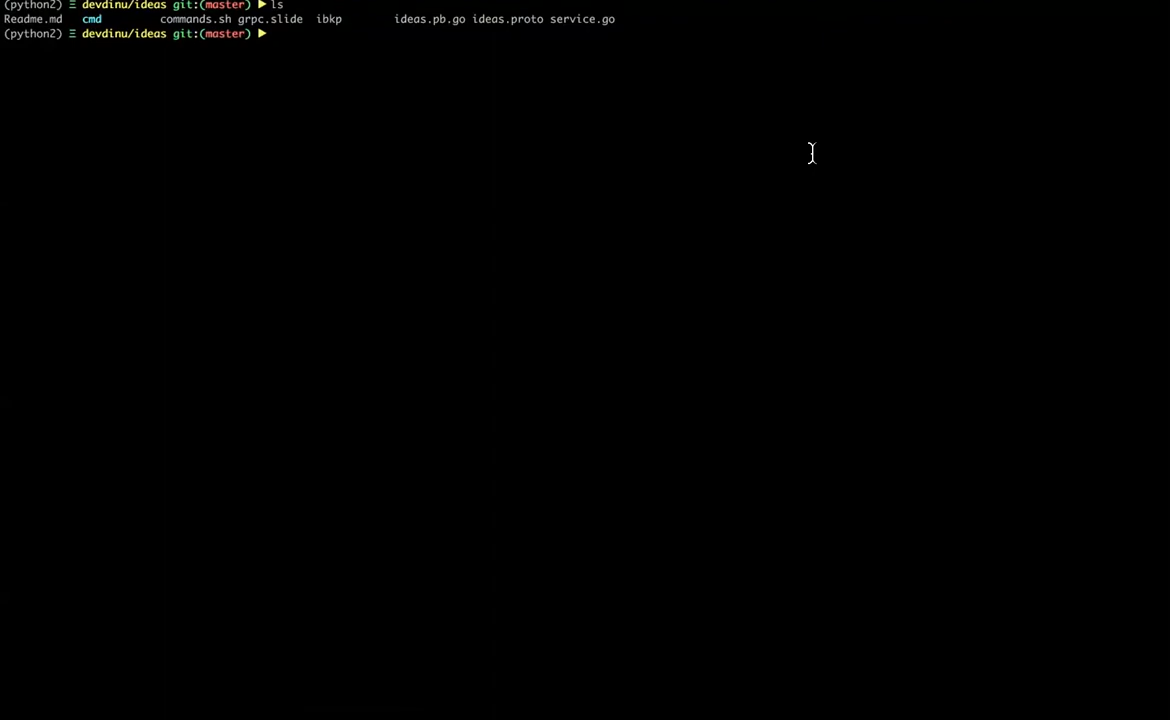 (python2) Ξ devdinu/ideas git:(master) ▶ ls
Readme.md cmd commands.sh grpc.slide ibkp ideas.pb.go ideas.proto service.go
(python2) Ξ devdinu/ideas git:(master) ▶